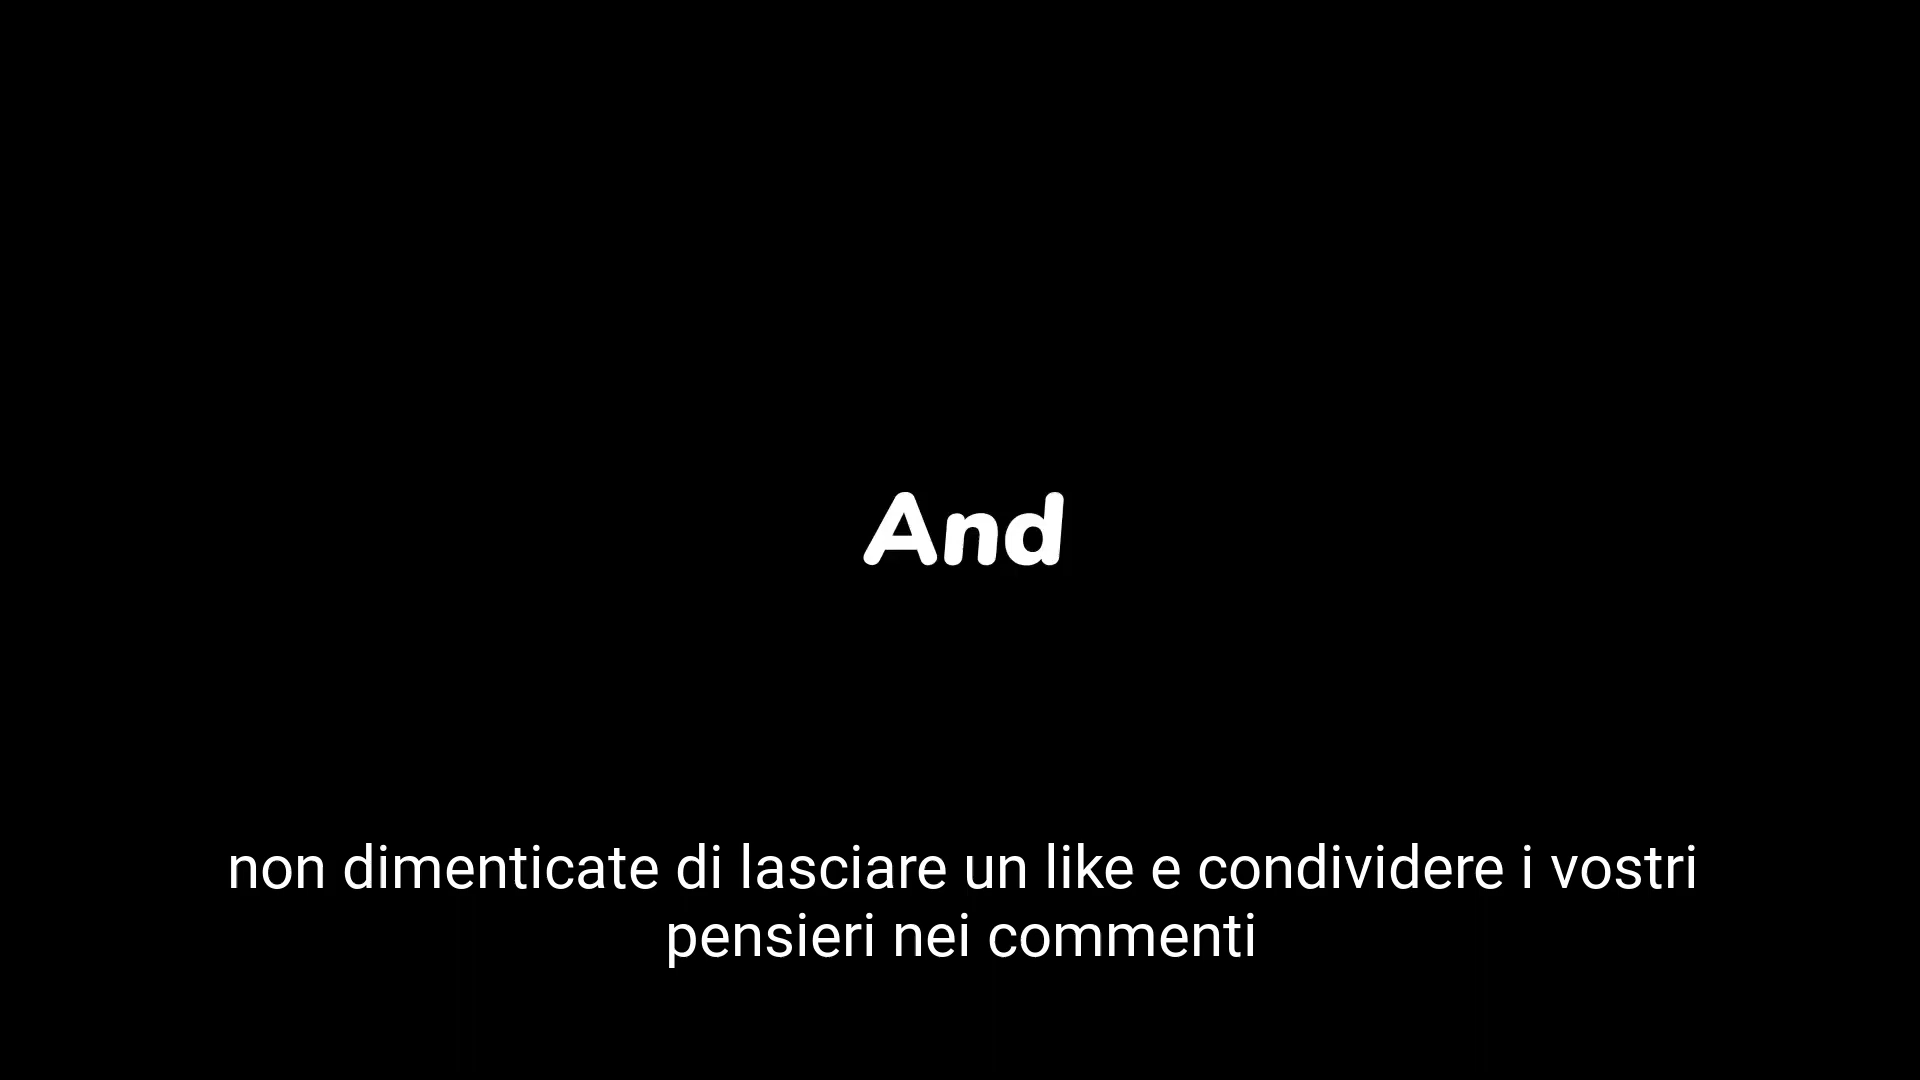 And
non dimenticate di lasciare un like e condividere i vostri
pensieri nei commenti